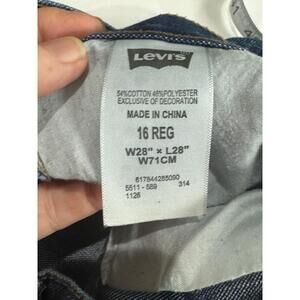 Levi's
54%COTTON 46%POLYESTER
EXCLUSIVE OF DECORATION
MADE IN CHINA
16 REG
W28" × L28"
W71CM
617844285090
5511 - 589 314
1126